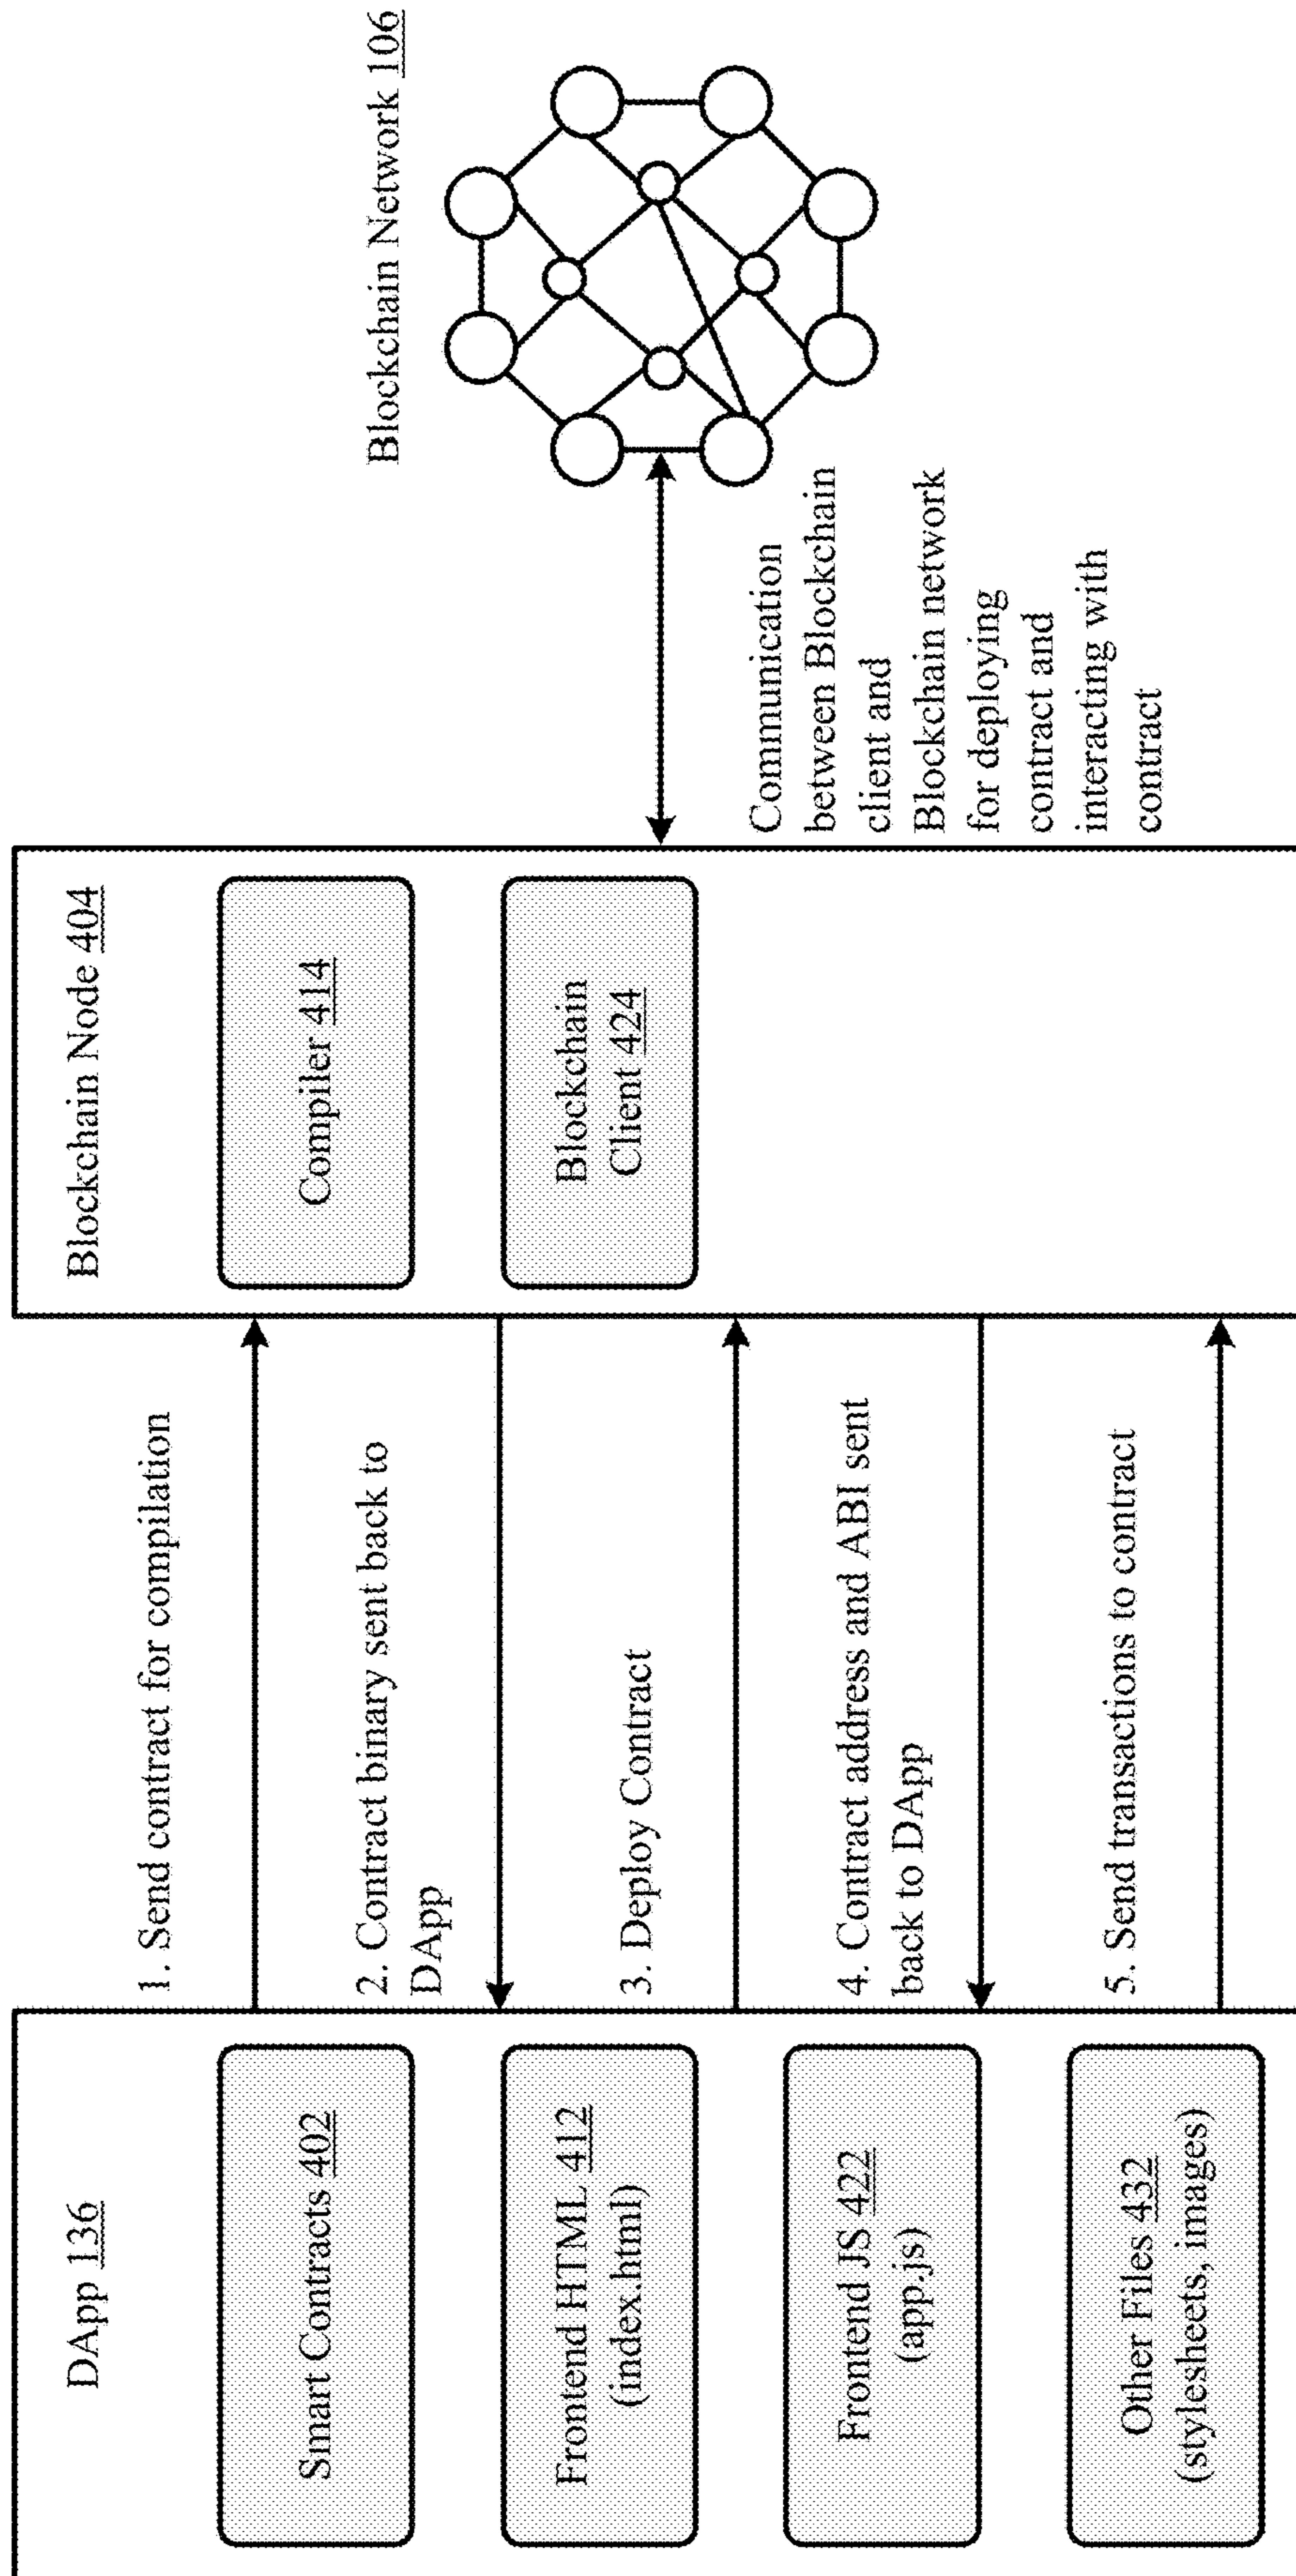 DApp 136
Smart Contracts 402
Frontend HTML 412
(index.html)
Frontend JS 422
(app.js)
Other Files 432
(stylesheets, images)
1. Send contract for compilation
2. Contract binary sent back to
DApp
3. Deploy Contract
4. Contract address and ABI sent
back to DApp
5. Send transactions to contract
Blockchain Node 404
Compiler 414
Blockchain
Client 424
Communication
between Blockchain
client and
Blockchain network
for deploying
contract and
interacting with
contract
Blockchain Network 106